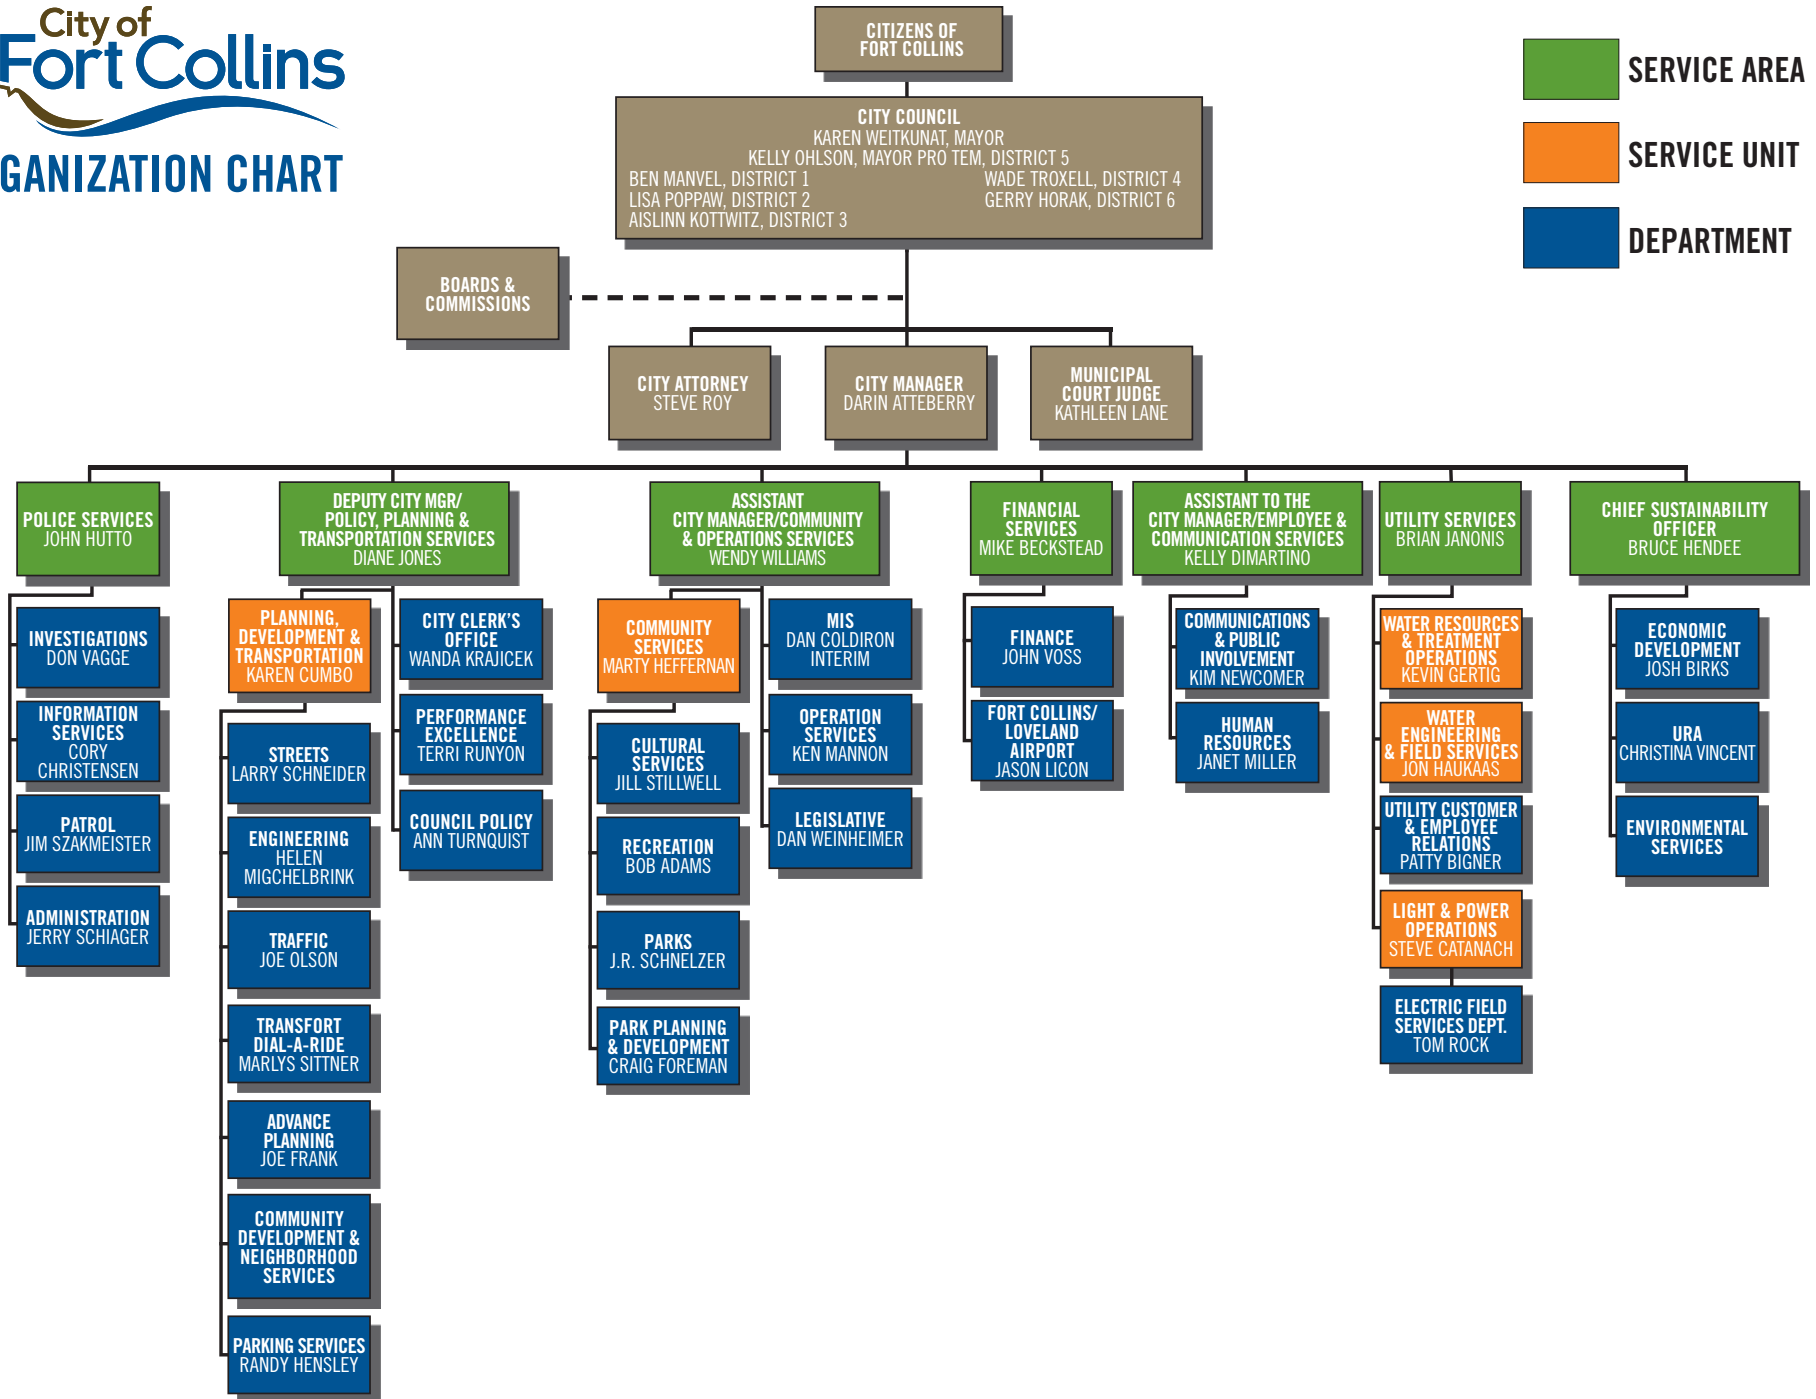 City of
Fort Collins
GANIZATION CHART
CITIZENS OF
FORT COLLINS
SERVICE AREA
SERVICE UNIT
DEPARTMENT
CITY COUNCIL
KAREN WEITKUNAT, MAYOR
KELLY OHLSON, MAYOR PRO TEM, DISTRICT 5
BEN MANVEL, DISTRICT 1
LISA POPPAW, DISTRICT 2
AISLINN KOTTWITZ, DISTRICT 3
WADE TROXELL, DISTRICT 4
GERRY HORAK, DISTRICT 6
BOARDS &
COMMISSIONS
CITY ATTORNEY
STEVE ROY
CITY MANAGER
DARIN ATTEBERRY
MUNICIPAL
COURT JUDGE
KATHLEEN LANE
POLICE SERVICES
JOHN HUTTO
INVESTIGATIONS
DON VAGGE
INFORMATION
SERVICES
CORY
CHRISTENSEN
PATROL
JIM SZAKMEISTER
ADMINISTRATION
JERRY SCHIAGER
DEPUTY CITY MGR/
POLICY, PLANNING &
TRANSPORTATION SERVICES
DIANE JONES
PLANNING,
DEVELOPMENT &
TRANSPORTATION
KAREN CUMBO
STREETS
LARRY SCHNEIDER
ENGINEERING
HELEN
MIGCHELBRINK
TRAFFIC
JOE OLSON
TRANSFORT
DIAL-A-RIDE
MARLYS SITTNER
ADVANCE
PLANNING
JOE FRANK
COMMUNITY
DEVELOPMENT &
NEIGHBORHOOD
SERVICES
PARKING SERVICES
RANDY HENSLEY
CITY CLERK'S
OFFICE
WANDA KRAJICEK
PERFORMANCE
EXCELLENCE
TERRI RUNYON
COUNCIL POLICY
ANN TURNQUIST
ASSISTANT
CITY MANAGER/COMMUNITY
& OPERATIONS SERVICES
WENDY WILLIAMS
COMMUNITY
SERVICES
MARTY HEFFERNAN
CULTURAL
SERVICES
JILL STILLWELL
RECREATION
BOB ADAMS
PARKS
J.R. SCHNELZER
PARK PLANNING
& DEVELOPMENT
CRAIG FOREMAN
MIS
DAN COLDIRON
INTERIM
OPERATION
SERVICES
KEN MANNON
LEGISLATIVE
DAN WEINHEIMER
FINANCIAL
SERVICES
MIKE BECKSTEAD
FINANCE
JOHN VOSS
FORT COLLINS/
LOVELAND
AIRPORT
JASON LICON
ASSISTANT TO THE
CITY MANAGER/EMPLOYEE &
COMMUNICATION SERVICES
KELLY DIMARTINO
COMMUNICATIONS
& PUBLIC
INVOLVEMENT
KIM NEWCOMER
HUMAN
RESOURCES
JANET MILLER
UTILITY SERVICES
BRIAN JANONIS
WATER RESOURCES
& TREATMENT
OPERATIONS
KEVIN GERTIG
WATER
ENGINEERING
& FIELD SERVICES
JON HAUKAAS
UTILITY CUSTOMER
& EMPLOYEE
RELATIONS
PATTY BIGNER
LIGHT & POWER
OPERATIONS
STEVE CATANACH
ELECTRIC FIELD
SERVICES DEPT.
TOM ROCK
CHIEF SUSTAINABILITY
OFFICER
BRUCE HENDEE
ECONOMIC
DEVELOPMENT
JOSH BIRKS
URA
CHRISTINA VINCENT
ENVIRONMENTAL
SERVICES